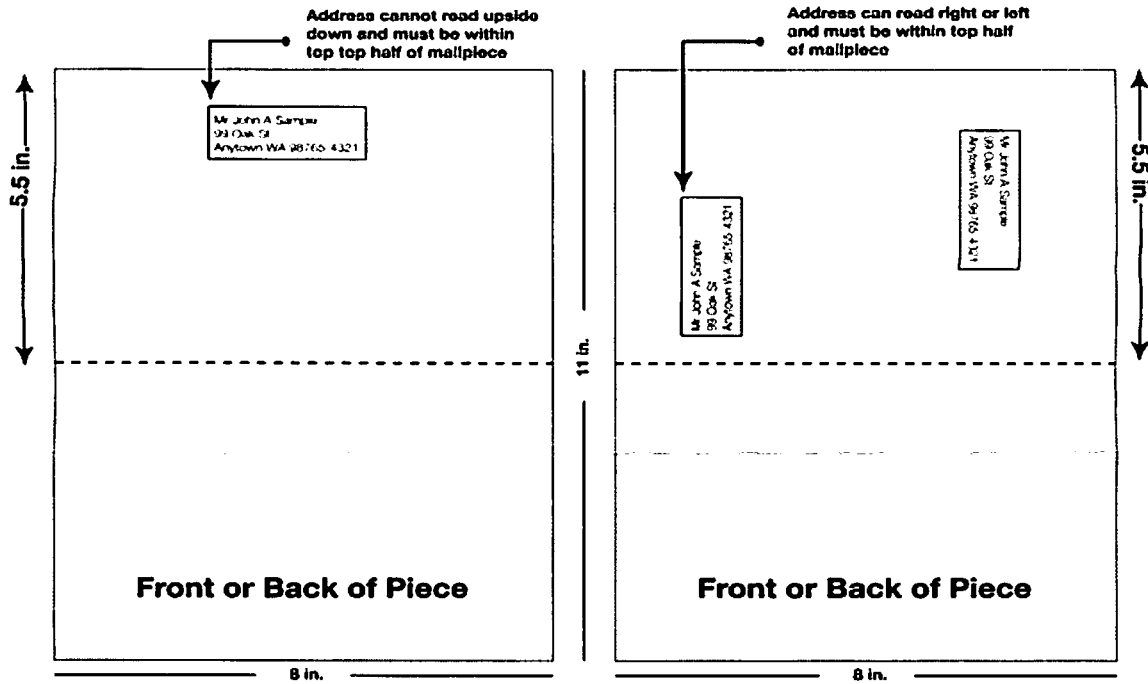 Address cannot read upside
down and must be within
top top half of mailpiece
Mr John A Sample
99 Oak St
Anytown WA 98765 4321
5.5 in.
Front or Back of Piece
8 in.
11 in.
Address can read right or left
and must be within top half
of mailpiece
Mr John A Sample
99 Oak St
Anytown WA 98765 4321
Mr John A Sample
99 Oak St
Anytown WA 98765 4321
5.5 in.
Front or Back of Piece
8 in.